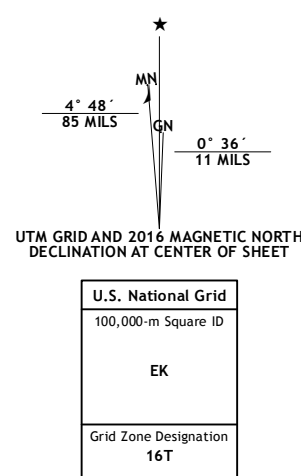 MN
4° 48´
85 MILS
GN
0° 36´
11 MILS
UTM GRID AND 2016 MAGNETIC NORTH
DECLINATION AT CENTER OF SHEET
U.S. National Grid
100,000-m Square ID
EK
Grid Zone Designation
16T